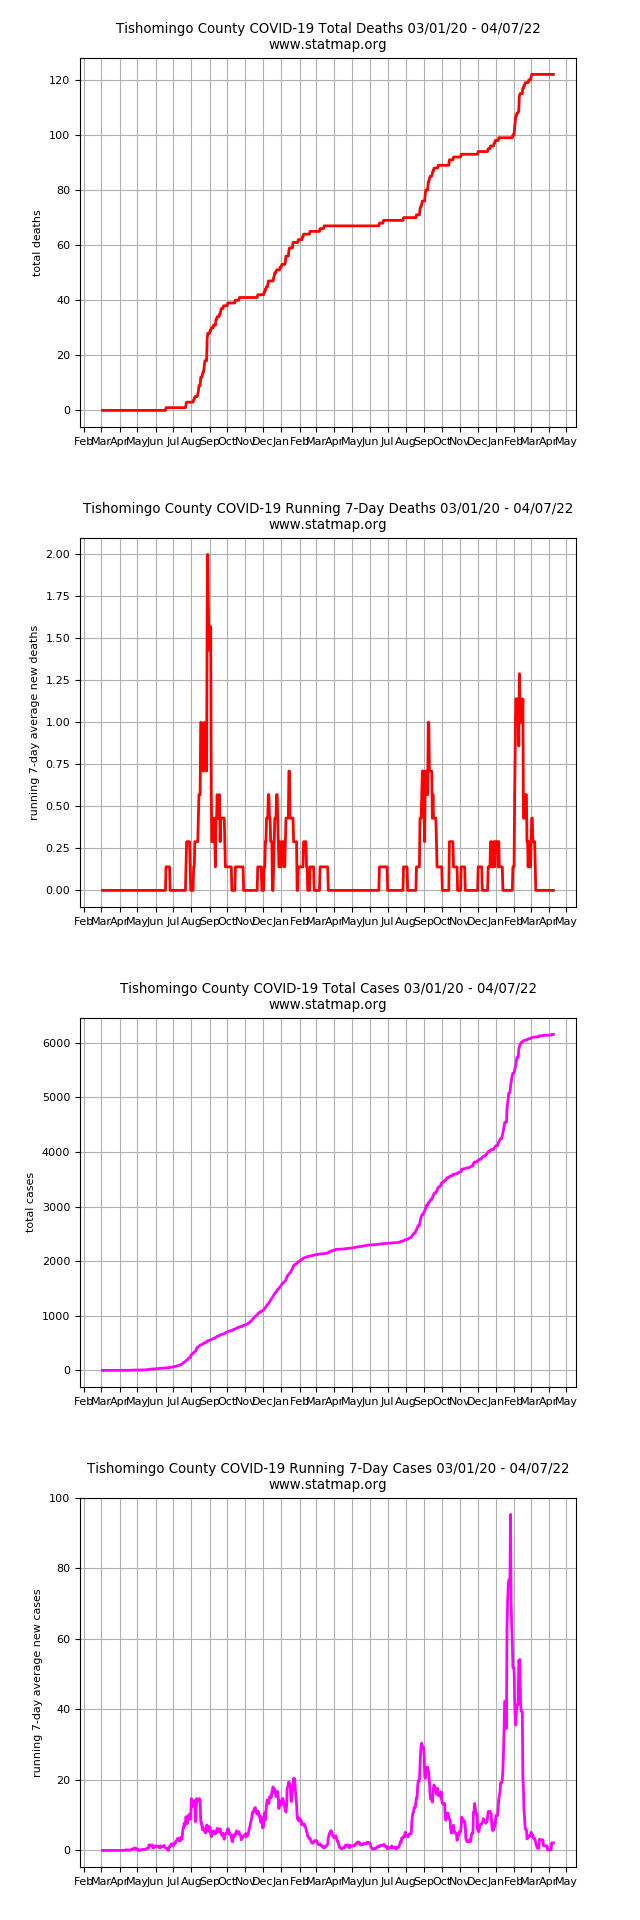 Tishomingo County COVID-19 Total Deaths 03/01/20 - 04/07/22
www.statmap.org
120
100
80
60
40
20
0
total deaths
Feb Mar Apr May Jun Jul Aug Sep Oct Nov Dec Jan Feb Mar Apr May Jun Jul Aug Sep Oct Nov Dec Jan Feb Mar Apr May
Tishomingo County COVID-19 Running 7-Day Deaths 03/01/20 - 04/07/22
www.statmap.org
2.00
1.75
1.50
1.25
1.00
0.75
0.50
0.25
0.00
running 7-day average new deaths
Feb Mar Apr May Jun Jul Aug Sep Oct Nov Dec Jan Feb Mar Apr May Jun Jul Aug Sep Oct Nov Dec Jan Feb Mar Apr May
Tishomingo County COVID-19 Total Cases 03/01/20 - 04/07/22
www.statmap.org
6000
5000
4000
3000
2000
1000
0
total cases
Feb Mar Apr May Jun Jul Aug Sep Oct Nov Dec Jan Feb Mar Apr May Jun Jul Aug Sep Oct Nov Dec Jan Feb Mar Apr May
Tishomingo County COVID-19 Running 7-Day Cases 03/01/20 - 04/07/22
www.statmap.org
100
80
60
40
20
0
running 7-day average new cases
Feb Mar Apr May Jun Jul Aug Sep Oct Nov Dec Jan Feb Mar Apr May Jun Jul Aug Sep Oct Nov Dec Jan Feb Mar Apr May